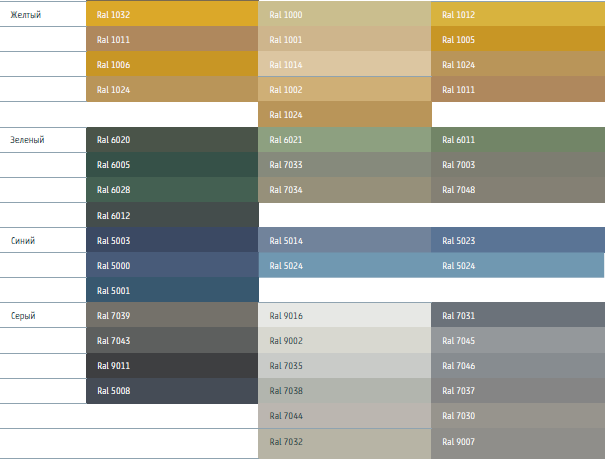 Желтый Ral 1032 Ral 1000 Ral 1012
Ral 1011 Ral 1001 Ral 1005
Ral 1006 Ral 1014 Ral 1024
Ral 1024 Ral 1002 Ral 1011
Ral 1024
Зеленый Ral 6020 Ral 6021 Ral 6011
Ral 6005 Ral 7033 Ral 7003
Ral 6028 Ral 7034 Ral 7048
Ral 6012
Синий Ral 5003 Ral 5014 Ral 5023
Ral 5000 Ral 5024 Ral 5024
Ral 5001
Серый Ral 7039 Ral 9016 Ral 7031
Ral 7043 Ral 9002 Ral 7045
Ral 9011 Ral 7035 Ral 7046
Ral 5008 Ral 7038 Ral 7037
Ral 7044 Ral 7030
Ral 7032 Ral 9007